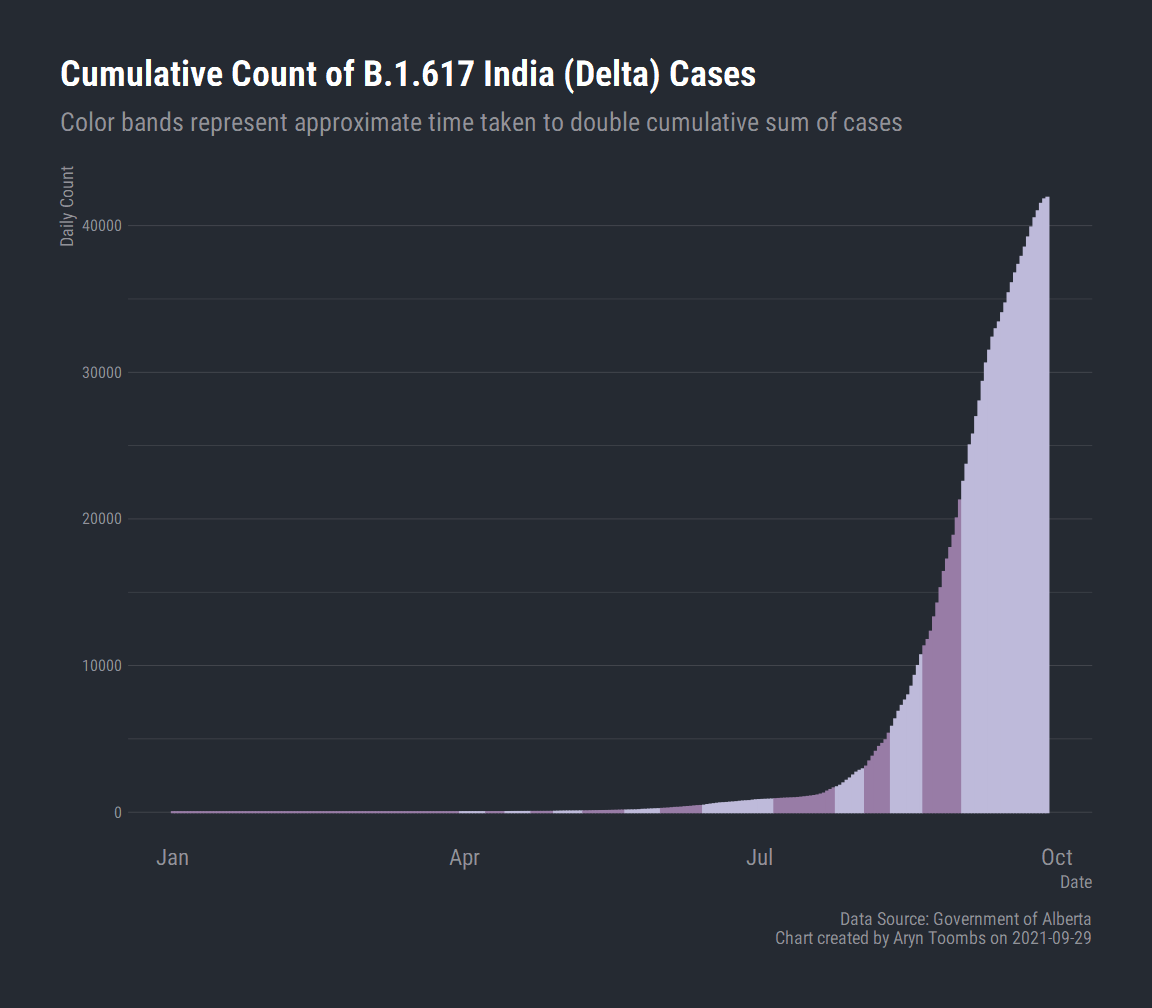 Cumulative Count of B.1.617 India (Delta) Cases
Color bands represent approximate time taken to double cumulative sum of cases
Daily Count
40000
30000
20000
10000
0
Jan Apr Jul Oct
Date
Data Source: Government of Alberta
Chart created by Aryn Toombs on 2021-09-29